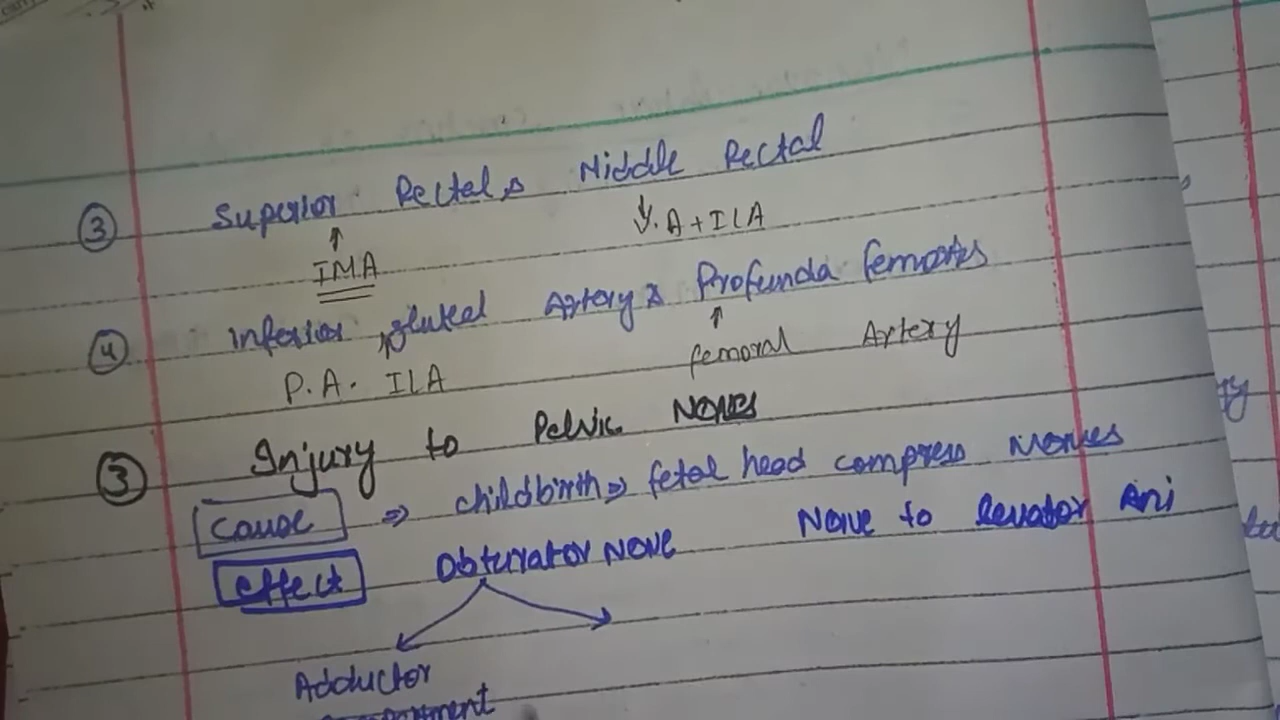 ③ Superior Rectal, & Middle Rectal
↑ ↓.A + ILA
IMA
④ Inferior, gluteal Artery & Profunda femoris
↑
P.A. ILA femoral Artery
③ Injury to Pelvic Nerves
Cause ⇒ childbirth ⇒ fetal head compress Nerves
effect Obturator Nerve Nerve to levator Ani
Adductor